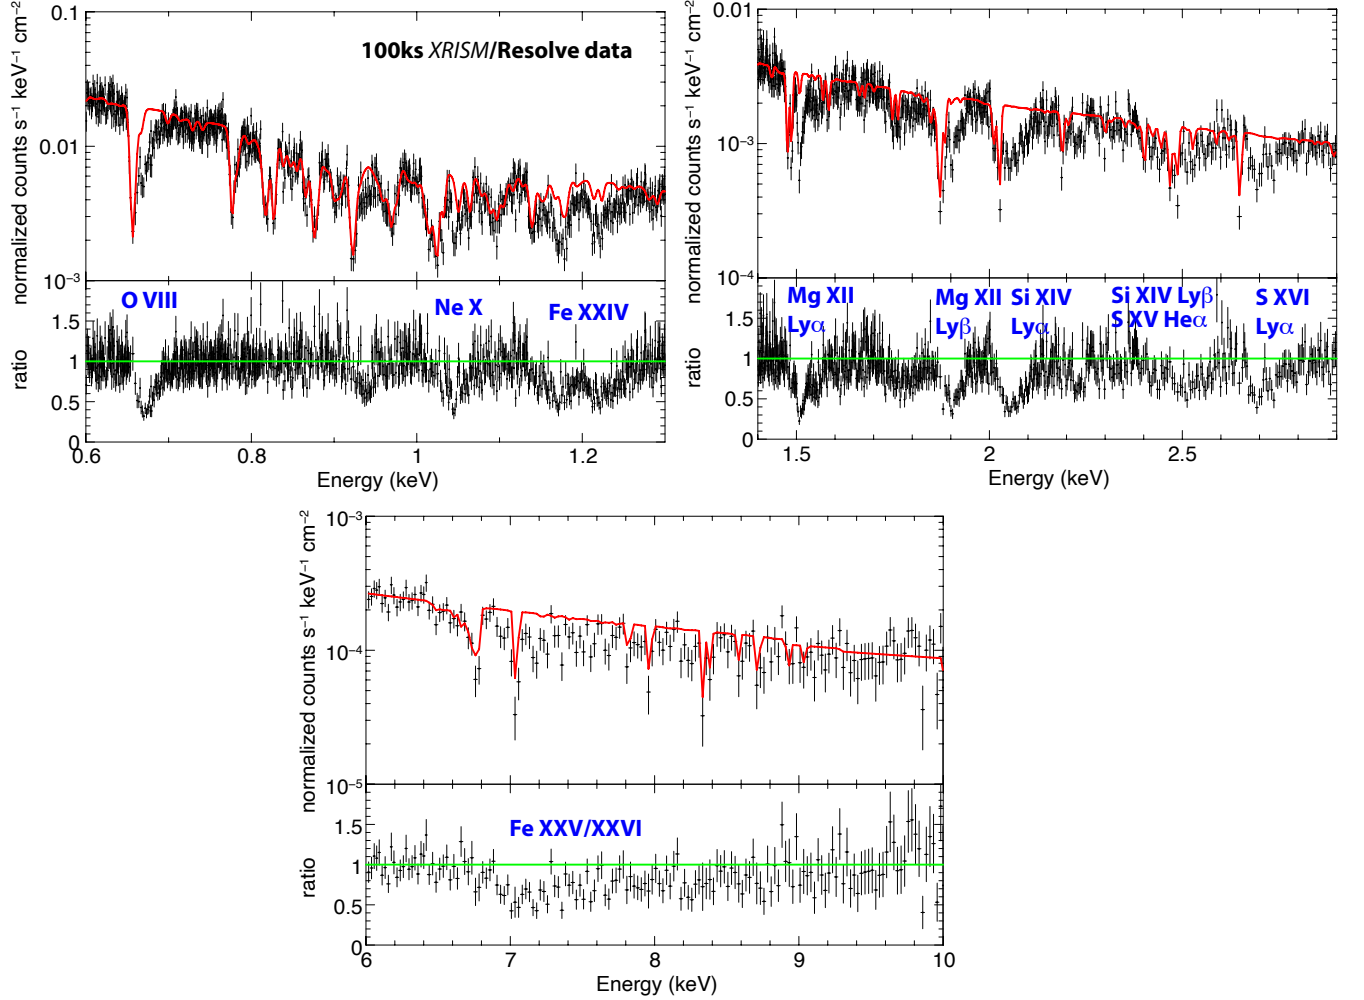 100ks XRISM/Resolve data
normalized counts s⁻¹ keV⁻¹ cm⁻²
0.1
0.01
10⁻³
O VIII
Ne X
Fe XXIV
ratio
1.5
1
0.5
0
0.6
0.8
1
1.2
Energy (keV)
normalized counts s⁻¹ keV⁻¹ cm⁻²
0.01
10⁻³
10⁻⁴
Mg XII
Lyα
Mg XII
Lyβ
Si XIV
Lyα
Si XIV Lyβ
S XV Heα
S XVI
Lyα
ratio
1.5
1
0.5
0
1.5
2
2.5
Energy (keV)
normalized counts s⁻¹ keV⁻¹ cm⁻²
10⁻³
10⁻⁴
10⁻⁵
Fe XXV/XXVI
ratio
1.5
1
0.5
0
6
7
8
9
10
Energy (keV)